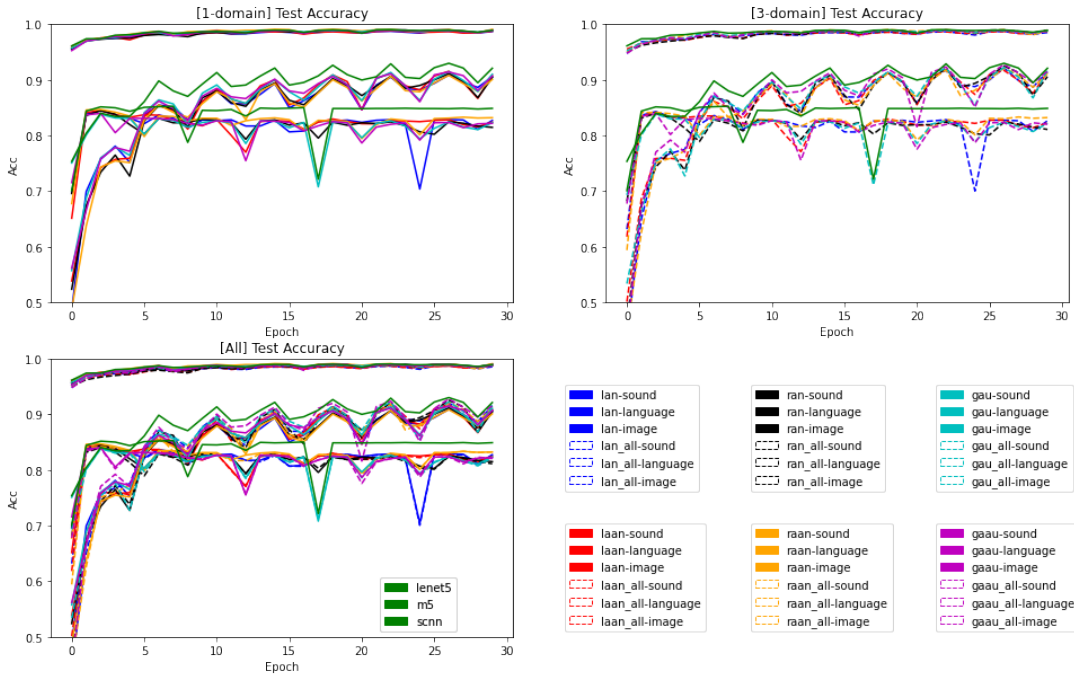 [1-domain] Test Accuracy
1.0
0.9
0.8
0.7
0.6
0.5
Acc
0 5 10 15 20 25 30
Epoch
[3-domain] Test Accuracy
1.0
0.9
0.8
0.7
0.6
0.5
Acc
0 5 10 15 20 25 30
Epoch
[All] Test Accuracy
1.0
0.9
0.8
0.7
0.6
0.5
Acc
0 5 10 15 20 25 30
Epoch
lenet5
m5
scnn
lan-sound
lan-language
lan-image
lan_all-sound
lan_all-language
lan_all-image
ran-sound
ran-language
ran-image
ran_all-sound
ran_all-language
ran_all-image
gau-sound
gau-language
gau-image
gau_all-sound
gau_all-language
gau_all-image
laan-sound
laan-language
laan-image
laan_all-sound
laan_all-language
laan_all-image
raan-sound
raan-language
raan-image
raan_all-sound
raan_all-language
raan_all-image
gaau-sound
gaau-language
gaau-image
gaau_all-sound
gaau_all-language
gaau_all-image